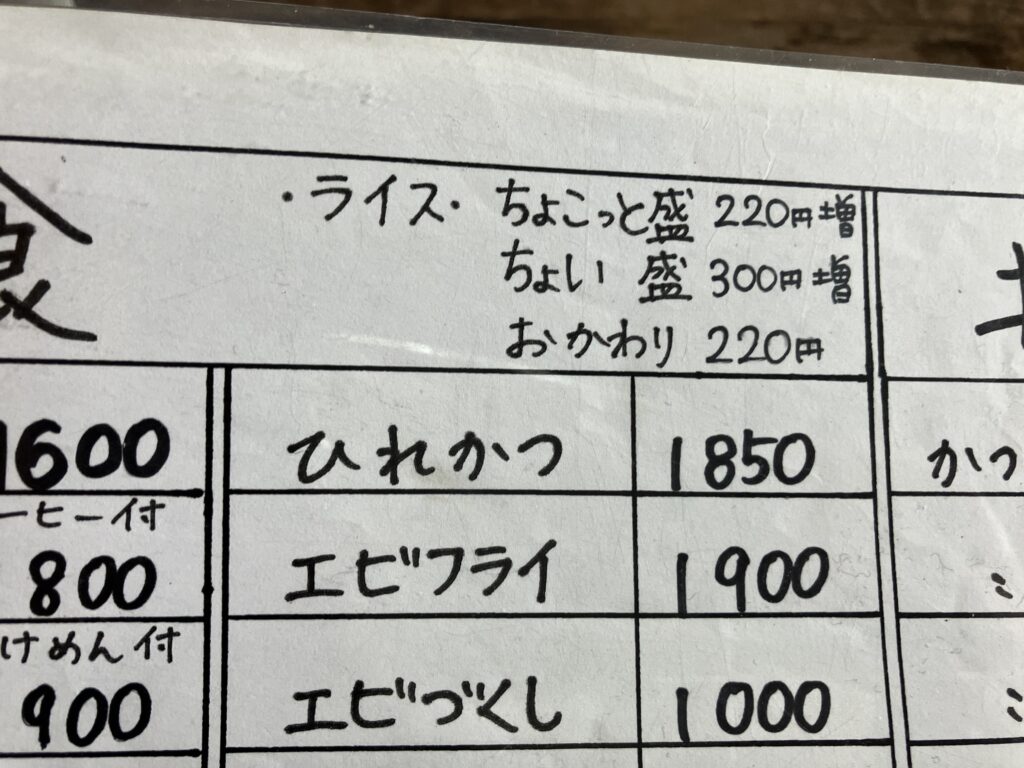 食
・ライス・ ちょこっと盛 220円増
ちょい 盛 300円増
おかわり 220円
1600
ーヒー付
800
けめん付
900
ひれかつ 1850
エビフライ 1900
エビづくし 1000
かつ